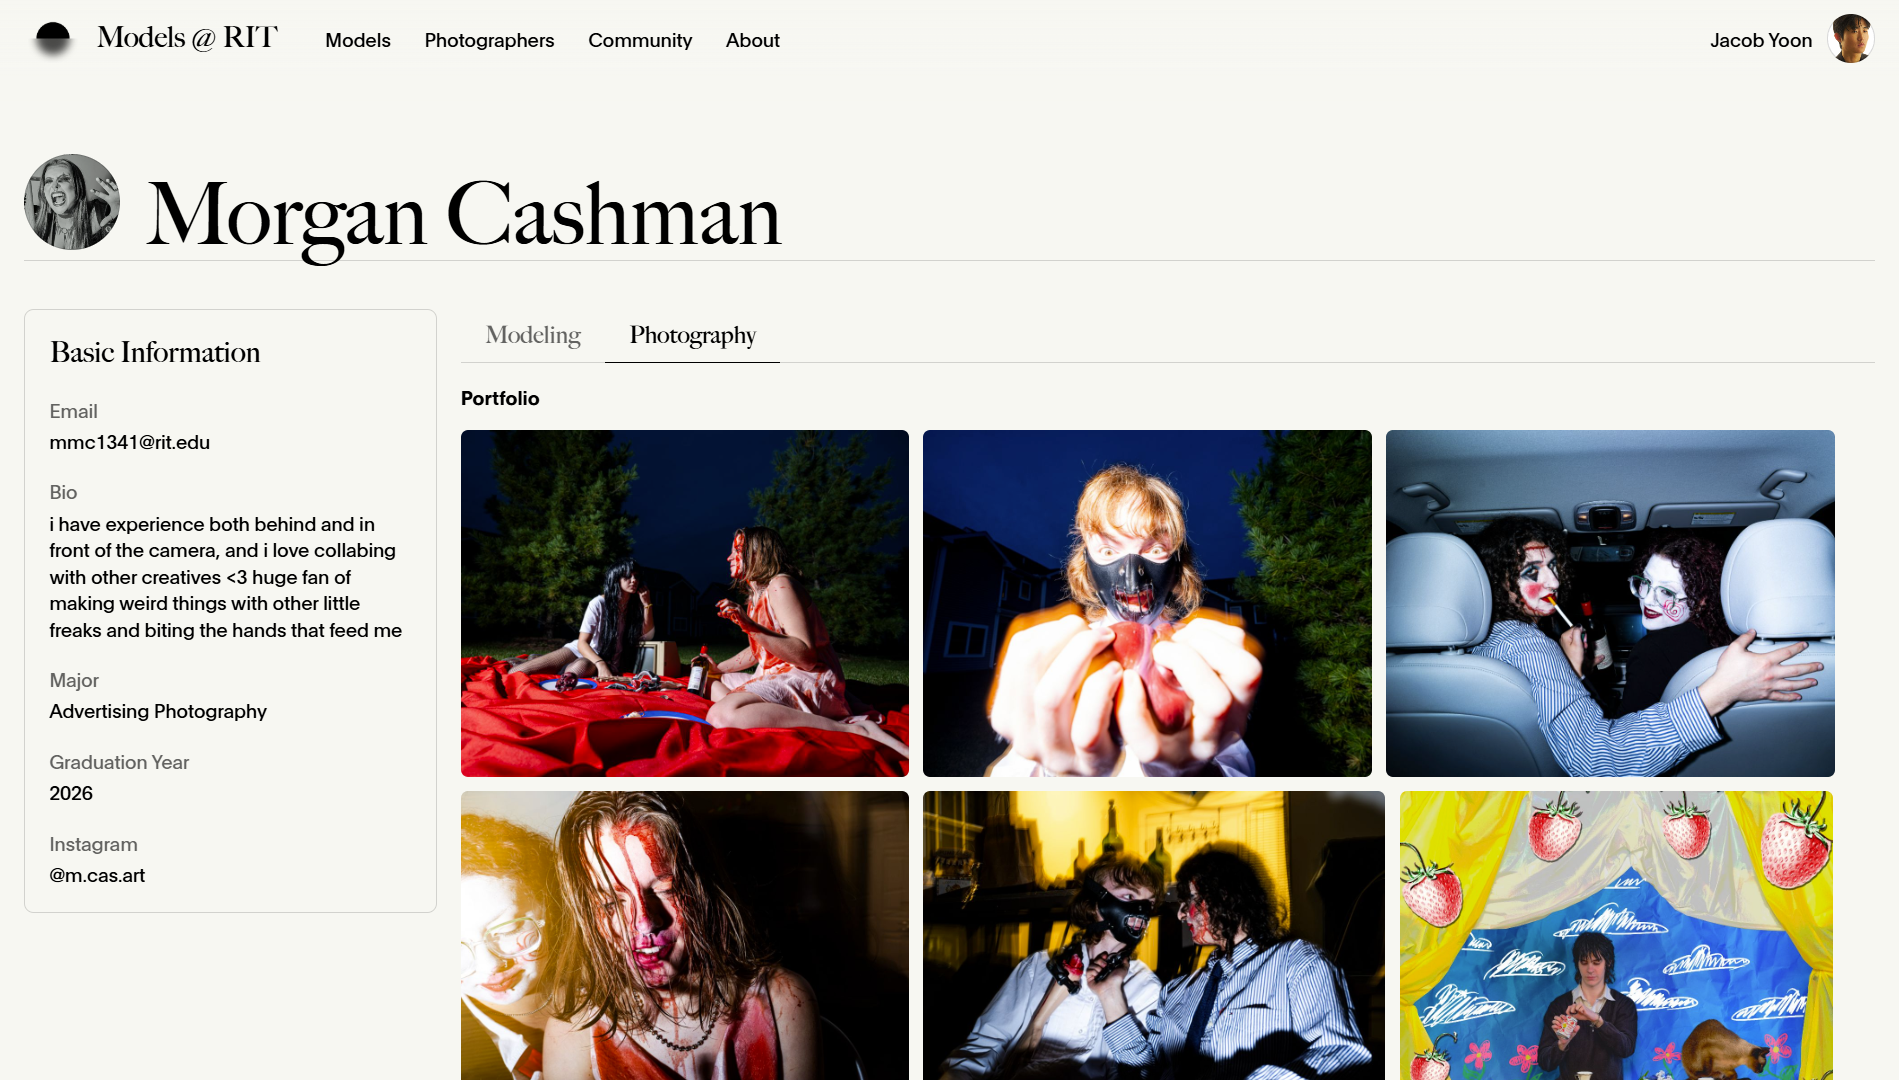 Models @ RIT
Models
Photographers
Community
About
Jacob Yoon
Morgan Cashman
Basic Information
Email
mmc1341@rit.edu
Bio
i have experience both behind and in
front of the camera, and i love collabing
with other creatives <3 huge fan of
making weird things with other little
freaks and biting the hands that feed me
Major
Advertising Photography
Graduation Year
2026
Instagram
@m.cas.art
Modeling
Photography
Portfolio